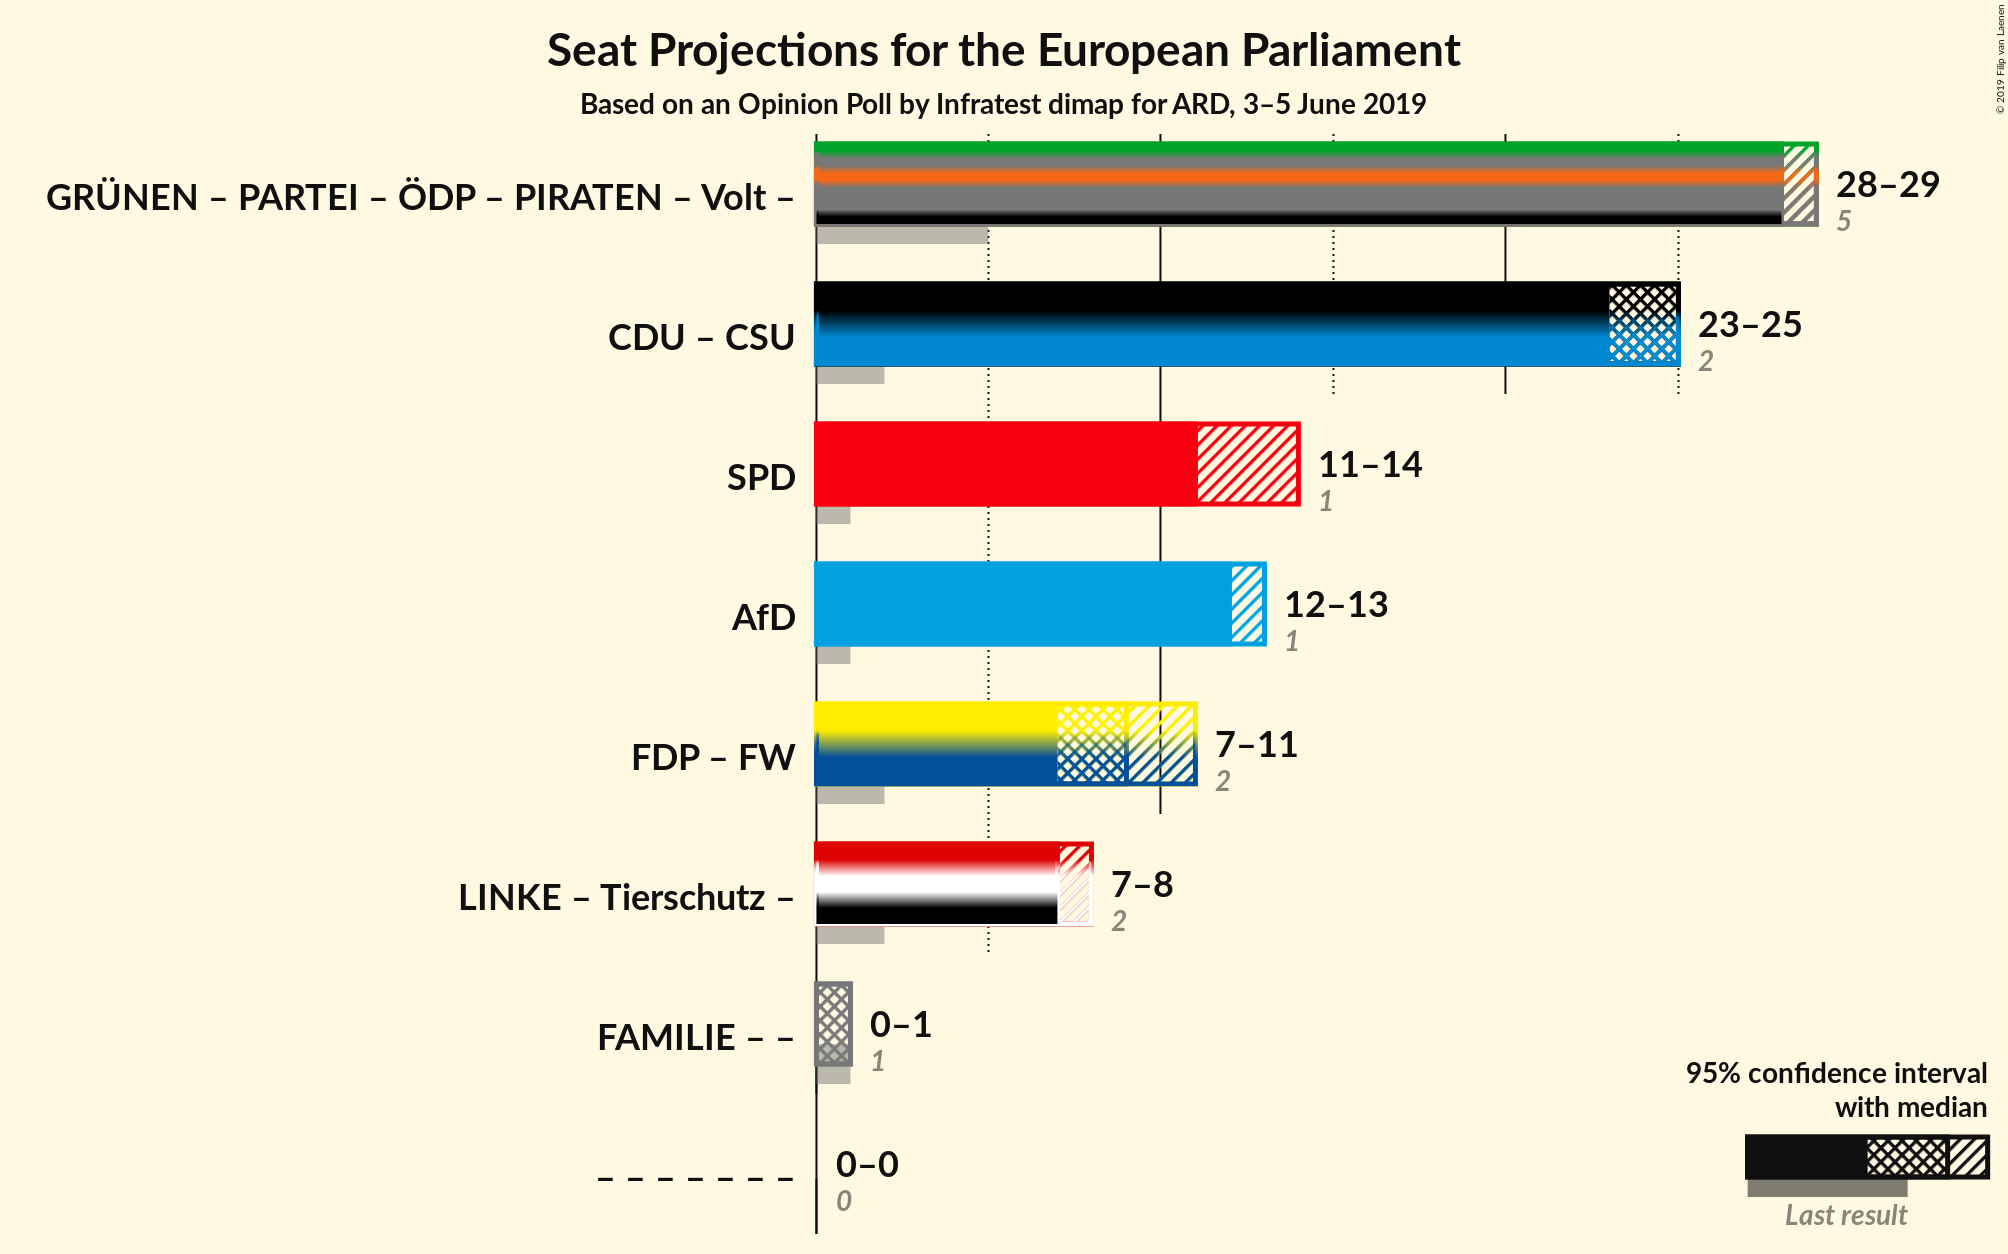 Seat Projections for the European Parliament
Based on an Opinion Poll by Infratest dimap for ARD, 3–5 June 2019
© 2019 Filip van Laenen
GRÜNEN – PARTEI – ÖDP – PIRATEN – Volt –
28–29
5
CDU – CSU
23–25
2
SPD
11–14
1
AfD
12–13
1
FDP – FW
7–11
2
LINKE – Tierschutz –
7–8
2
FAMILIE – –
0–1
1
– – – – – – –
0–0
0
95% confidence interval
with median
Last result